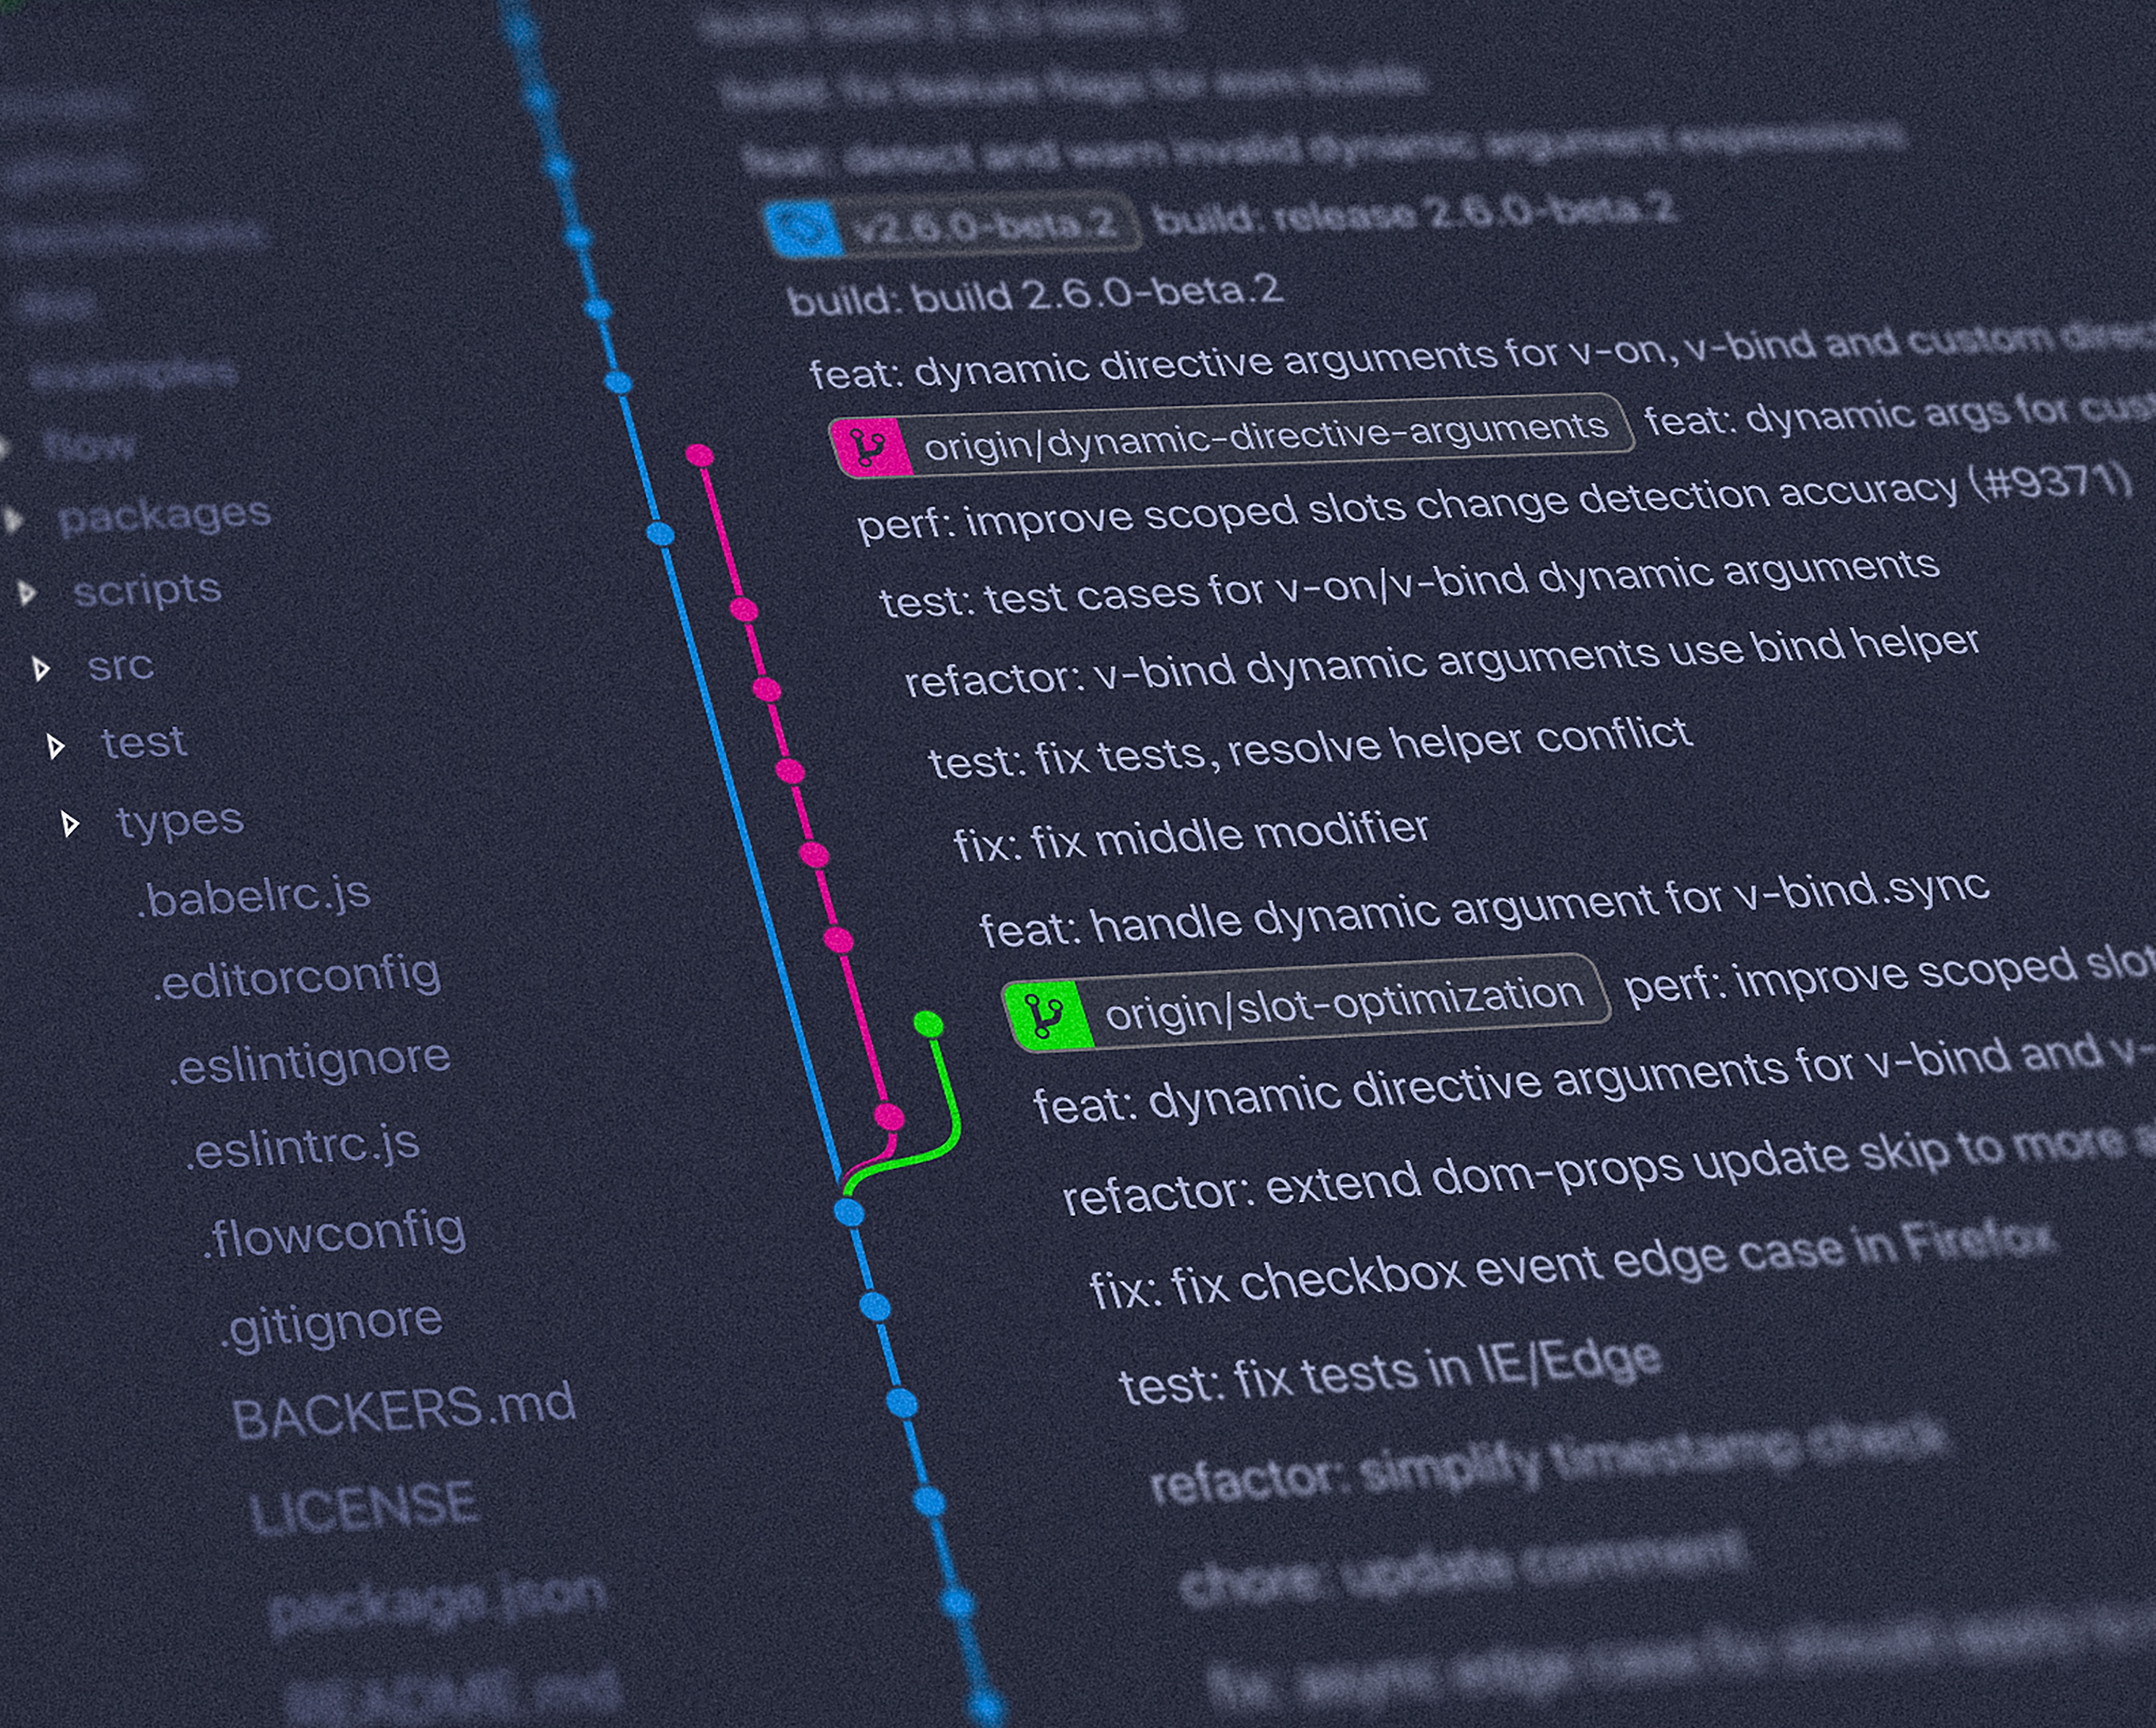 build: fix feature flags for esm builds
feat: detect and warn invalid dynamic argument expressions
v2.6.0-beta.2 build: release 2.6.0-beta.2
build: build 2.6.0-beta.2
feat: dynamic directive arguments for v-on, v-bind and custom direc
origin/dynamic-directive-arguments feat: dynamic args for cus
perf: improve scoped slots change detection accuracy (#9371)
test: test cases for v-on/v-bind dynamic arguments
refactor: v-bind dynamic arguments use bind helper
test: fix tests, resolve helper conflict
fix: fix middle modifier
feat: handle dynamic argument for v-bind.sync
origin/slot-optimization perf: improve scoped slot
feat: dynamic directive arguments for v-bind and v-
refactor: extend dom-props update skip to more
fix: fix checkbox event edge case in Firefox
test: fix tests in IE/Edge
refactor: simplify timestamp check
chore: update comment
fix: async edge case
examples
flow
packages
scripts
src
test
types
.babelrc.js
.editorconfig
.eslintignore
.eslintrc.js
.flowconfig
.gitignore
BACKERS.md
LICENSE
package.json
README.md